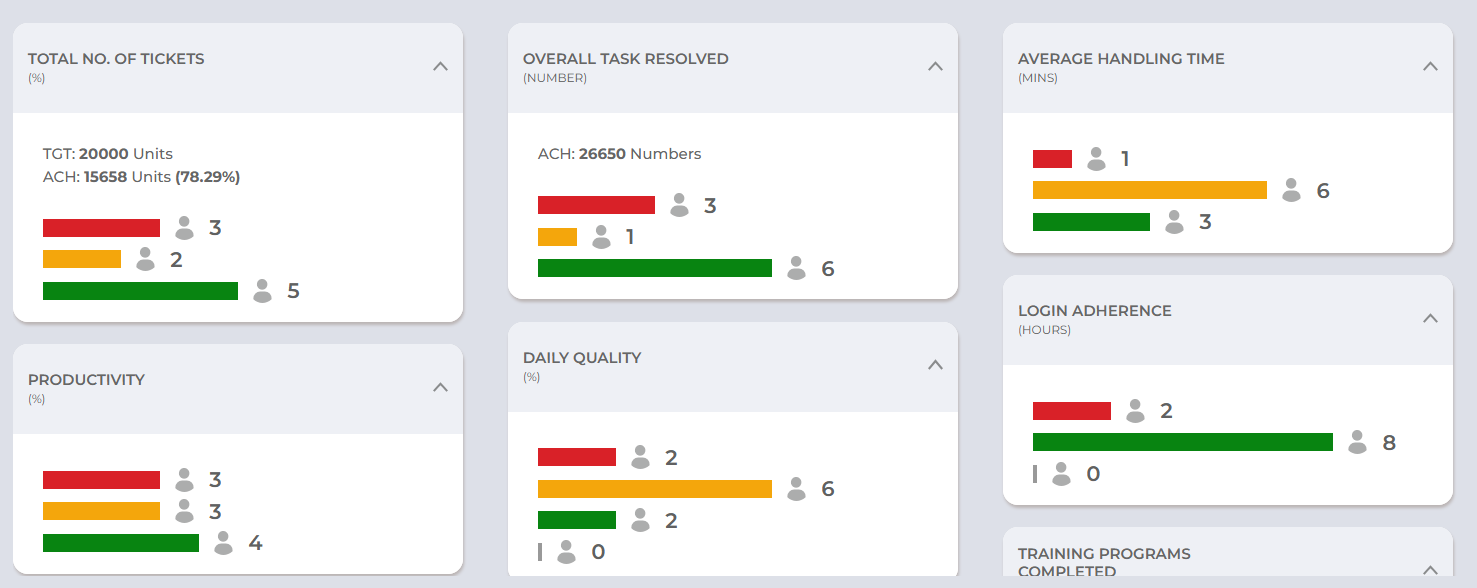 TOTAL NO. OF TICKETS
(%)
TGT: 20000 Units
ACH: 15658 Units (78.29%)
3
2
5
PRODUCTIVITY
(%)
3
3
4
OVERALL TASK RESOLVED
(NUMBER)
ACH: 26650 Numbers
3
1
6
DAILY QUALITY
(%)
2
6
2
0
AVERAGE HANDLING TIME
(MINS)
1
6
3
LOGIN ADHERENCE
(HOURS)
2
8
0
TRAINING PROGRAMS
COMPLETED